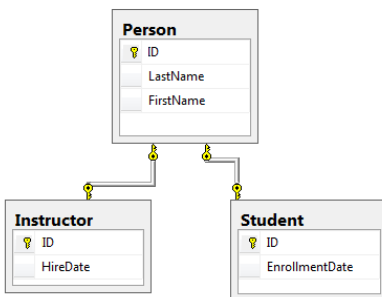 Person
ID
LastName
FirstName
Instructor
ID
HireDate
Student
ID
EnrollmentDate